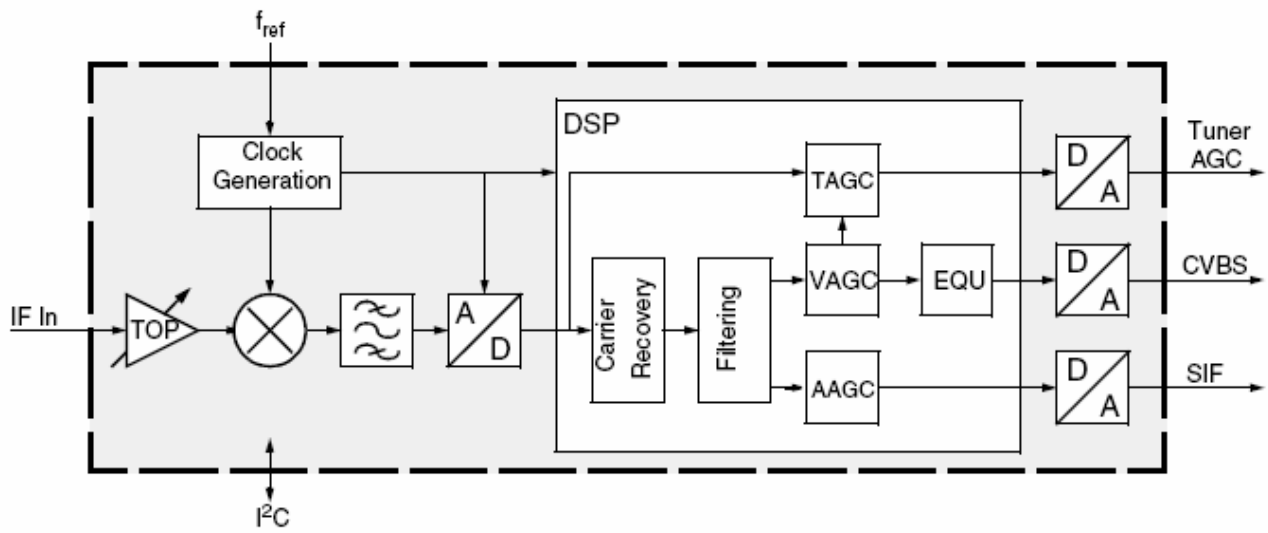 f_ref
Clock
Generation
DSP
TAGC
D
A
Tuner
AGC
IF In
TOP
A
D
Carrier
Recovery
Filtering
VAGC
EQU
D
A
CVBS
AAGC
D
A
SIF
I²C